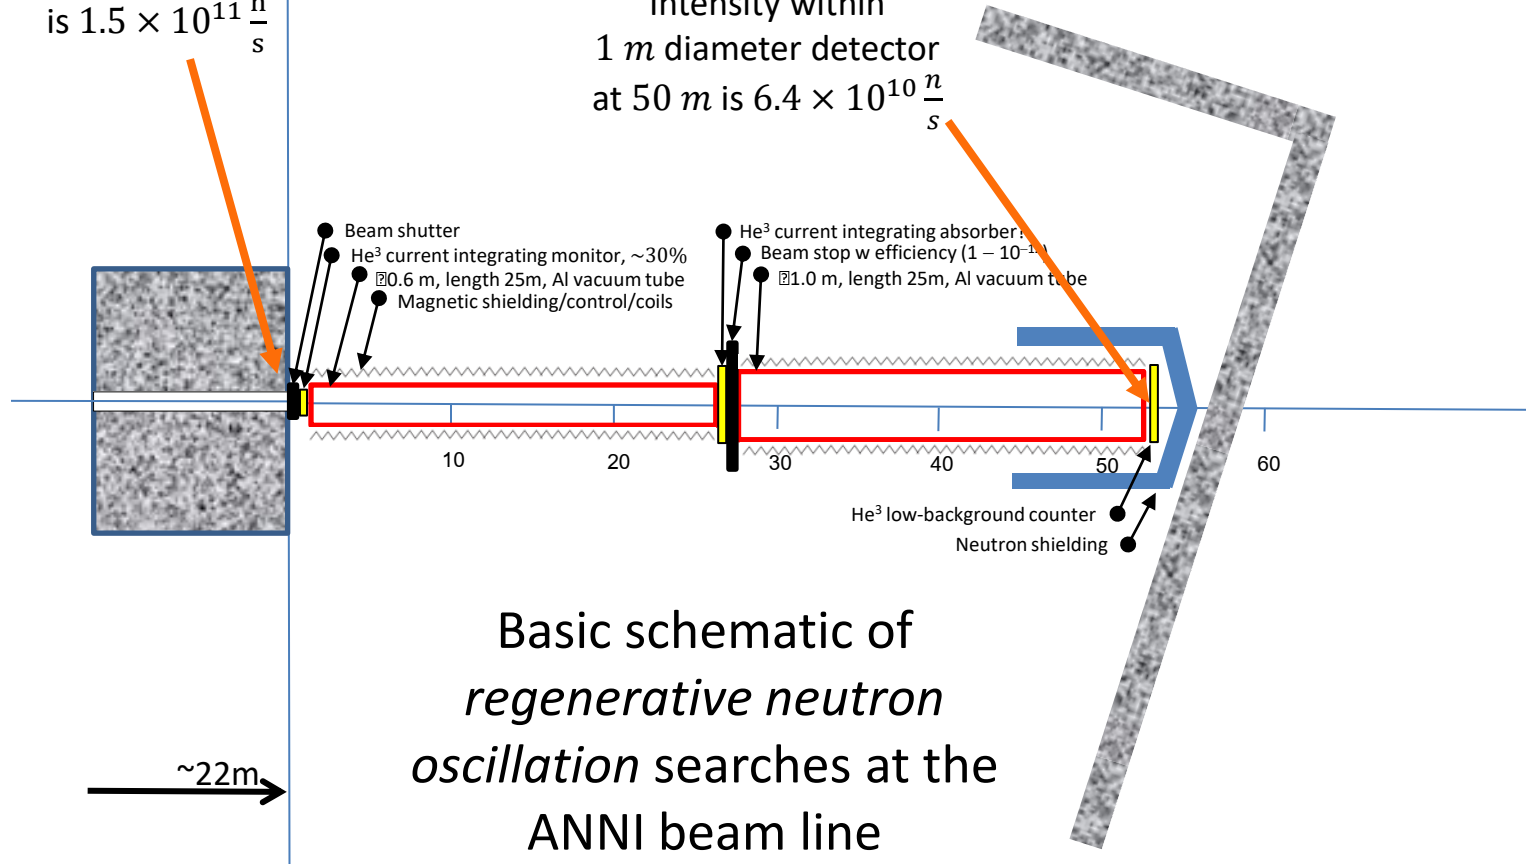 is 1.5 × 10¹¹ n/s
intensity within
1 m diameter detector
at 50 m is 6.4 × 10¹⁰ n/s
Beam shutter
He³ current integrating monitor, ~30%
0.6 m, length 25m, Al vacuum tube
Magnetic shielding/control/coils
He³ current integrating absorber?
Beam stop w efficiency
1.0 m, length 25m, Al vacuum tube
10
20
30
40
50
60
He³ low-background counter
Neutron shielding
~22m
Basic schematic of
regenerative neutron
oscillation searches at the
ANNI beam line